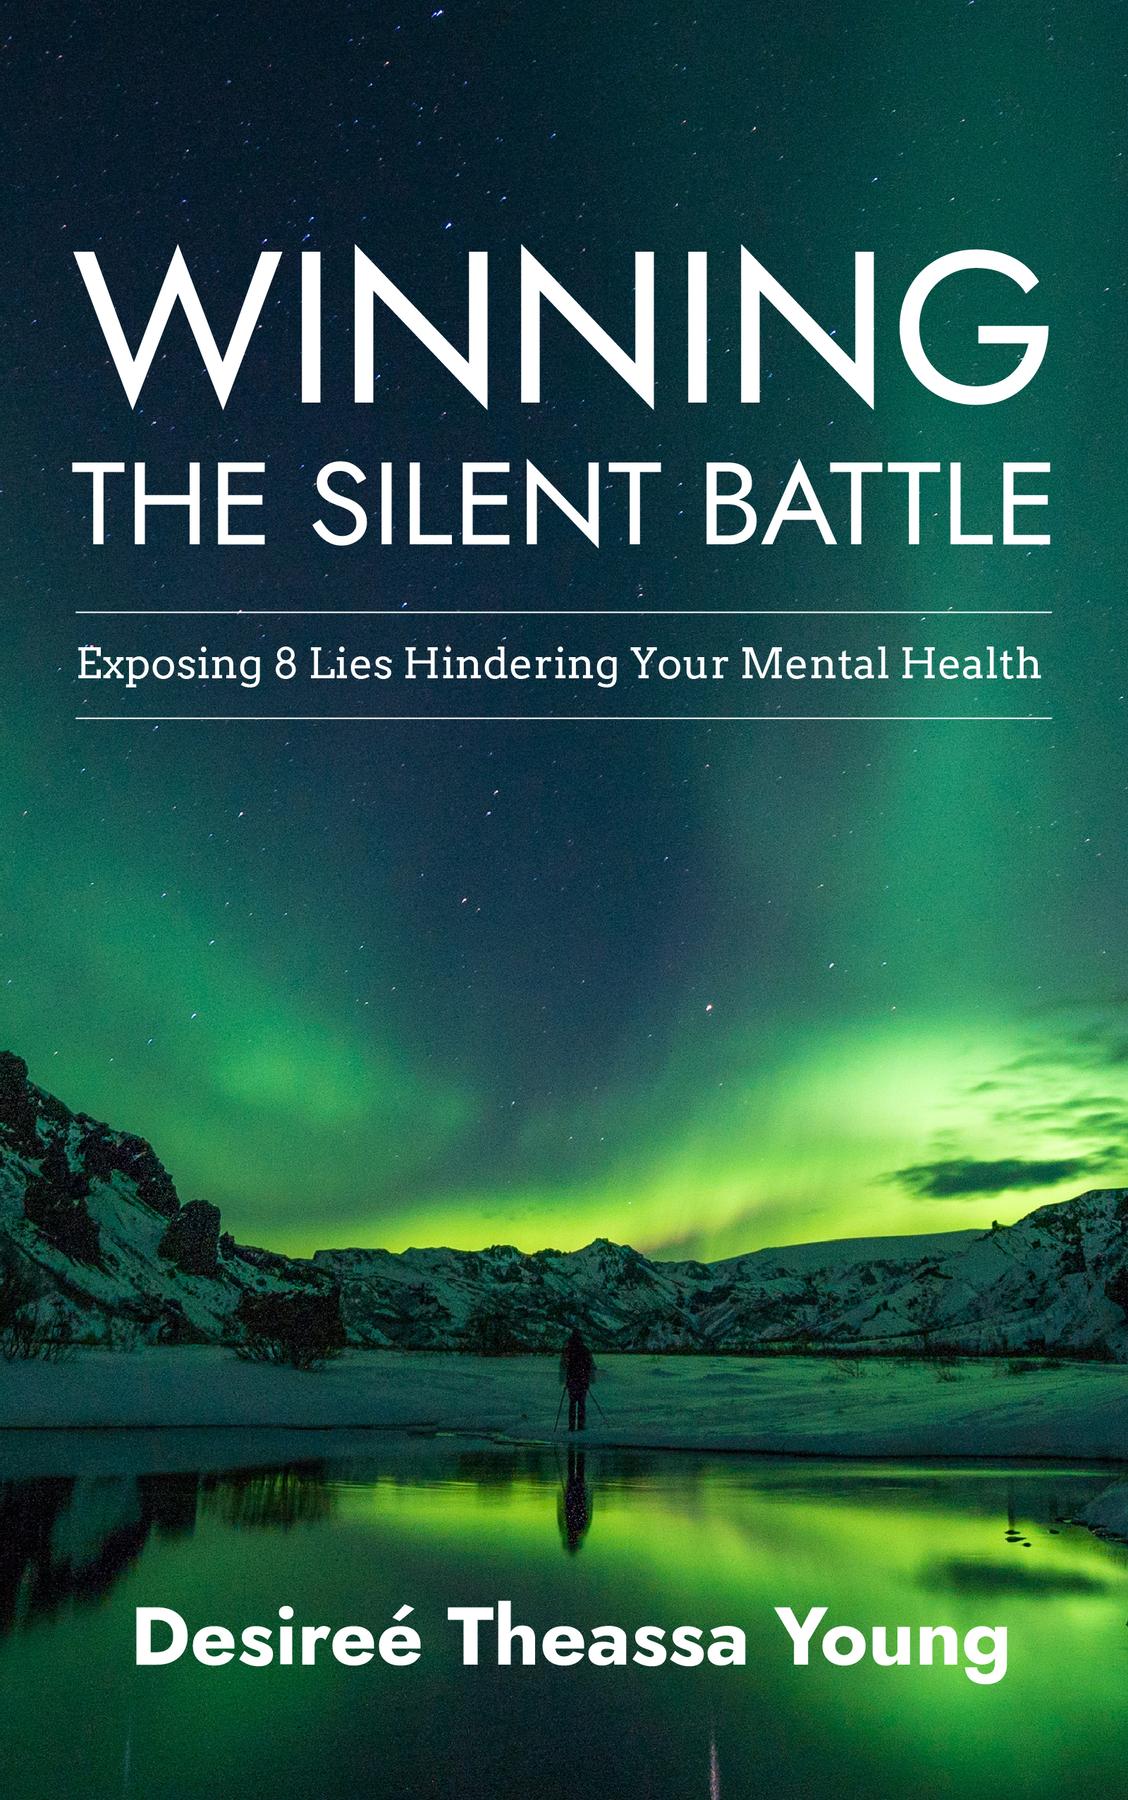 WINNING
THE SILENT BATTLE
Exposing 8 Lies Hindering Your Mental Health
Desireé Theassa Young